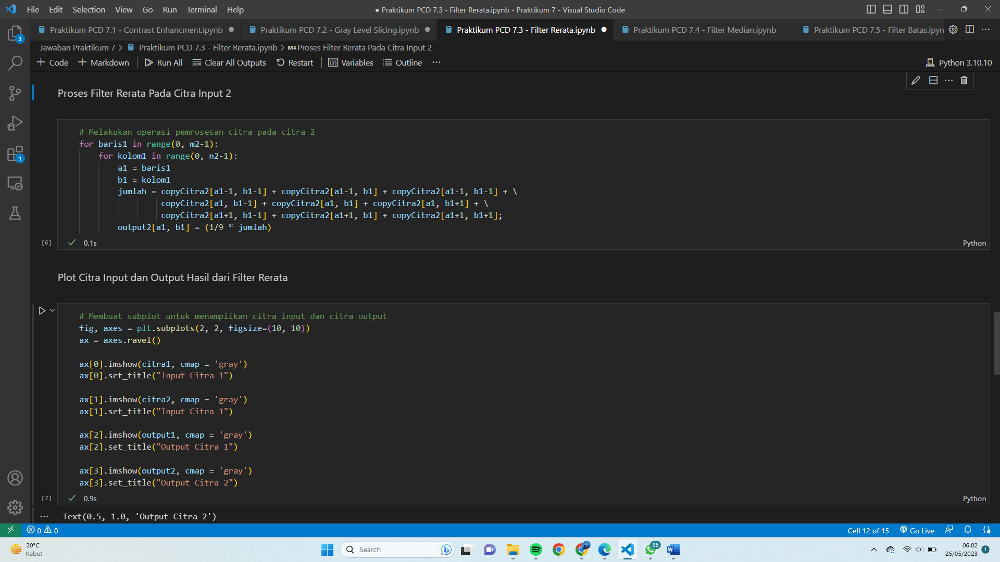 File Edit Selection View Go Run Terminal Help
● Praktikum PCD 7.3 - Filter Rerata.ipynb - Praktikum 7 - Visual Studio Code
Praktikum PCD 7.1 - Contrast Enhancment.ipynb
Praktikum PCD 7.2 - Gray Level Slicing.ipynb
Praktikum PCD 7.3 - Filter Rerata.ipynb
Praktikum PCD 7.4 - Filter Median.ipynb
Praktikum PCD 7.5 - Filter Batas.ipyn
Jawaban Praktikum 7 > Praktikum PCD 7.3 - Filter Rerata.ipynb > M↓Proses Filter Rerata Pada Citra Input 2
+ Code + Markdown Run All Clear All Outputs Restart Variables Outline ... Python 3.10.10
3
1
Proses Filter Rerata Pada Citra Input 2
# Melakukan operasi pemrosesan citra pada citra 2
for baris1 in range(0, m2-1):
    for kolom1 in range(0, n2-1):
        a1 = baris1
        b1 = kolom1
        jumlah = copyCitra2[a1-1, b1-1] + copyCitra2[a1-1, b1] + copyCitra2[a1-1, b1-1] + \
                 copyCitra2[a1, b1-1] + copyCitra2[a1, b1] + copyCitra2[a1, b1+1] + \
                 copyCitra2[a1+1, b1-1] + copyCitra2[a1+1, b1] + copyCitra2[a1+1, b1+1];
        output2[a1, b1] = (1/9 * jumlah)
[6] ✓ 0.1s Python
Plot Citra Input dan Output Hasil dari Filter Rerata
# Membuat subplot untuk menampilkan citra input dan citra output
fig, axes = plt.subplots(2, 2, figsize=(10, 10))
ax = axes.ravel()
ax[0].imshow(citra1, cmap = 'gray')
ax[0].set_title("Input Citra 1")
ax[1].imshow(citra2, cmap = 'gray')
ax[1].set_title("Input Citra 1")
ax[2].imshow(output1, cmap = 'gray')
ax[2].set_title("Output Citra 1")
ax[3].imshow(output2, cmap = 'gray')
ax[3].set_title("Output Citra 2")
[7] ✓ 0.9s Python
... Text(0.5, 1.0, 'Output Citra 2')
0 0 Cell 12 of 15 Go Live
20°C
Kabut
Search
96
06:02
25/05/2023
1